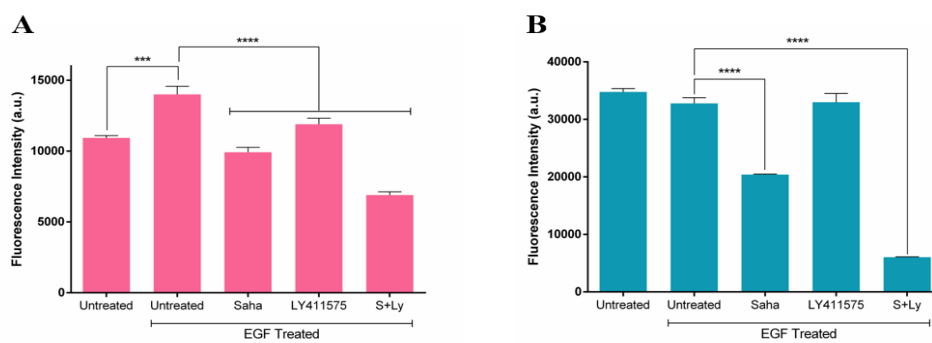 A
B
****
***
Fluorescence Intensity (a.u.)
15000
10000
5000
0
Untreated Untreated Saha LY411575 S+Ly
EGF Treated
****
****
Fluorescence Intensity (a.u.)
40000
30000
20000
10000
0
Untreated Untreated Saha LY411575 S+Ly
EGF Treated